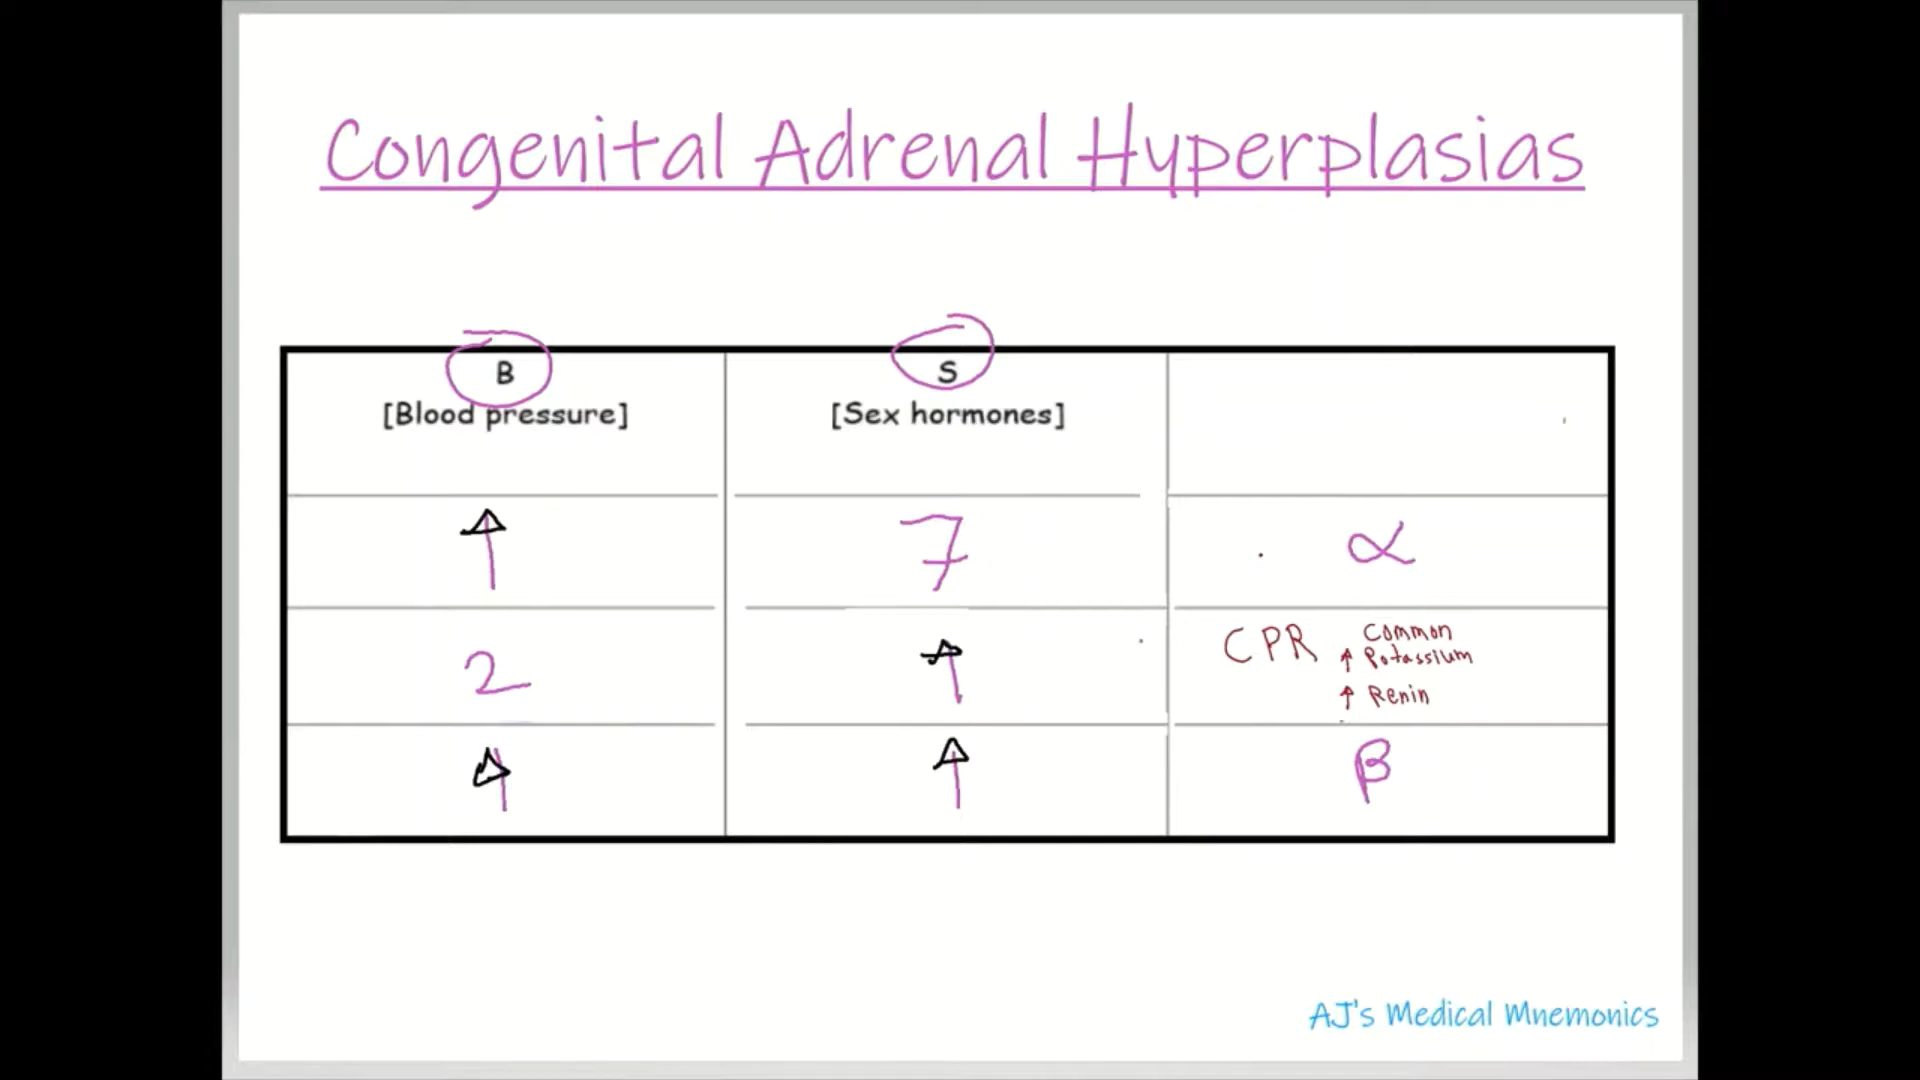 Congenital Adrenal Hyperplasias
B
[Blood pressure]
S
[Sex hormones]
↑ 7 α
2 ↑ CPR
Common
↑ Potassium
↑ Renin
↑ ↑ β
AJ's Medical Mnemonics